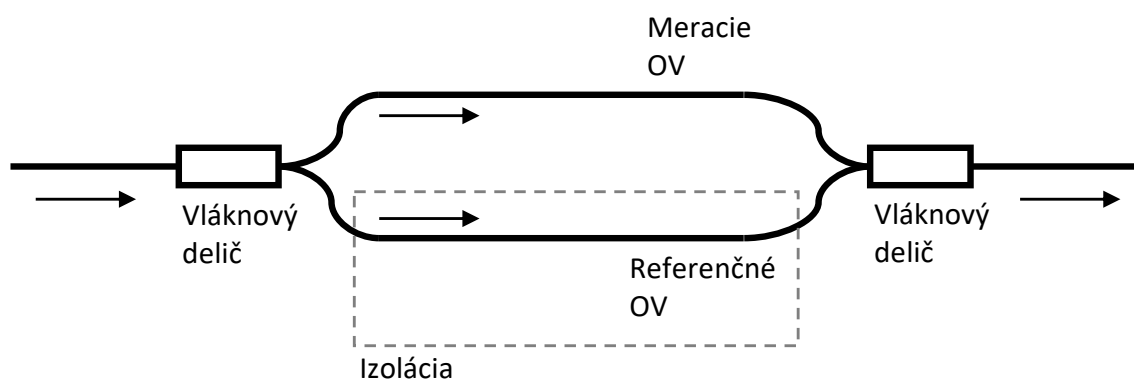 Meracie
OV
Vláknový
delič
Vláknový
delič
Referenčné
OV
Izolácia